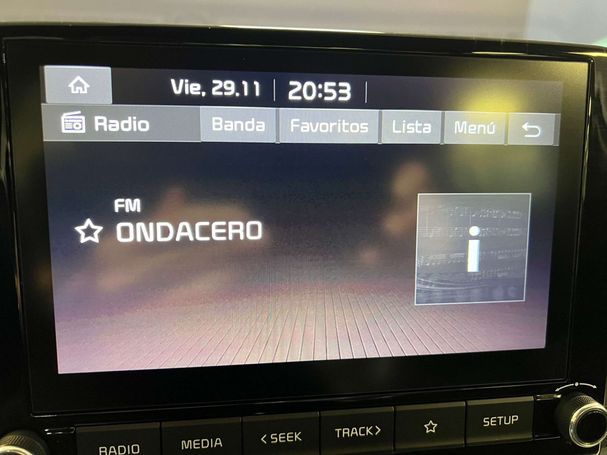 Vie, 29.11 20:53
Radio Banda Favoritos Lista Menú
FM
ONDACERO
i
RADIO MEDIA <SEEK TRACK> SETUP